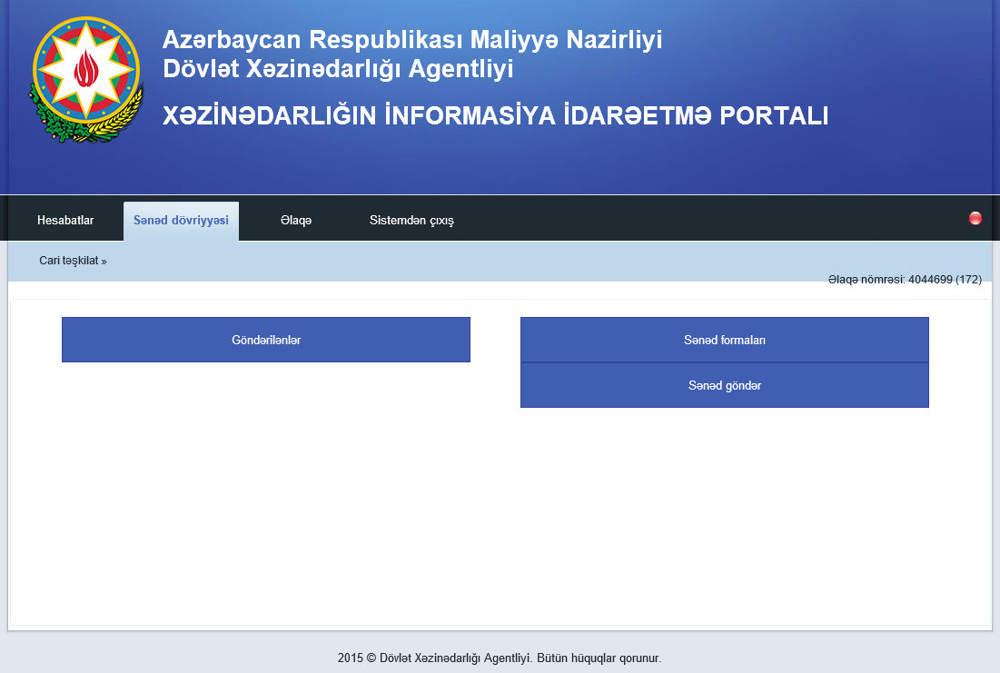 Azərbaycan Respublikası Maliyyə Nazirliyi
Dövlət Xəzinədarlığı Agentliyi
XƏZİNƏDARLIĞIN İNFORMASİYA İDARƏETMƏ PORTALI
Hesabatlar
Sənəd dövriyyəsi
Əlaqə
Sistemdən çıxış
Cari təşkilat »
Əlaqə nömrəsi: 4044699 (172)
Göndərilənlər
Sənəd formaları
Sənəd göndər
2015 © Dövlət Xəzinədarlığı Agentliyi. Bütün hüquqlar qorunur.